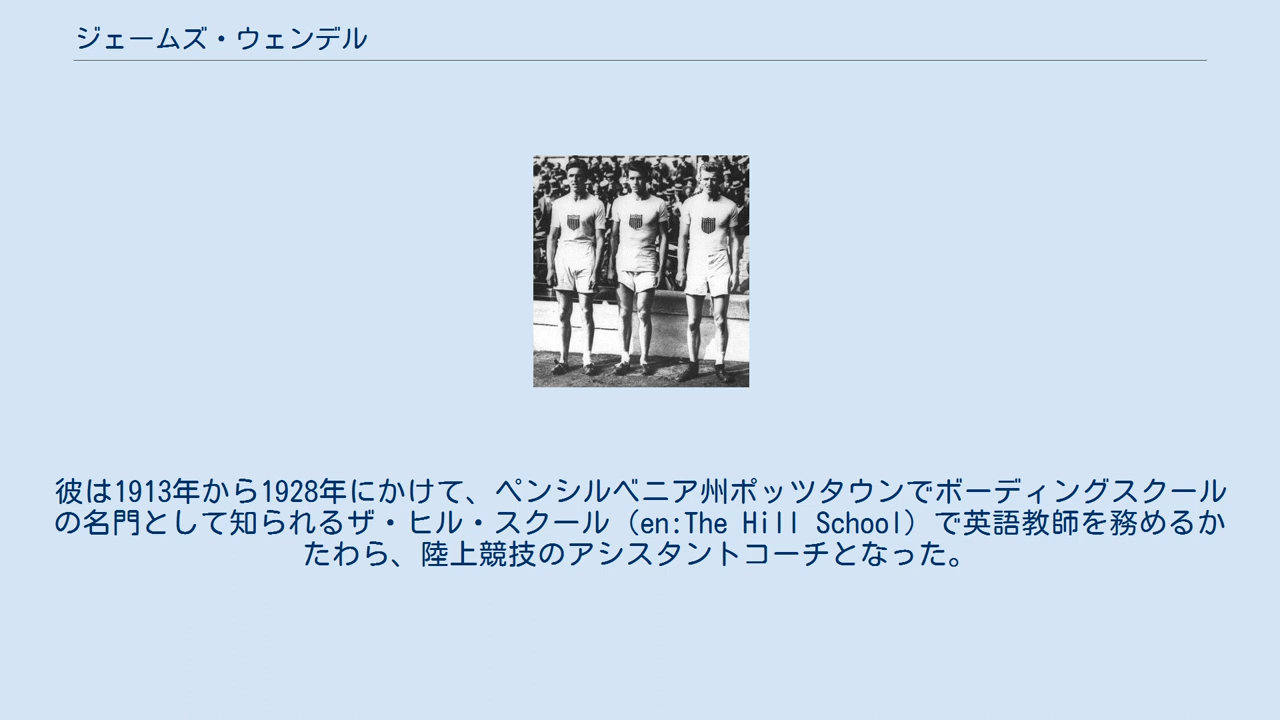 ジェームズ・ウェンデル
彼は1913年から1928年にかけて、ペンシルベニア州ポッツタウンでボーディングスクール
の名門として知られるザ・ヒル・スクール（en:The Hill School）で英語教師を務めるか
たわら、陸上競技のアシスタントコーチとなった。